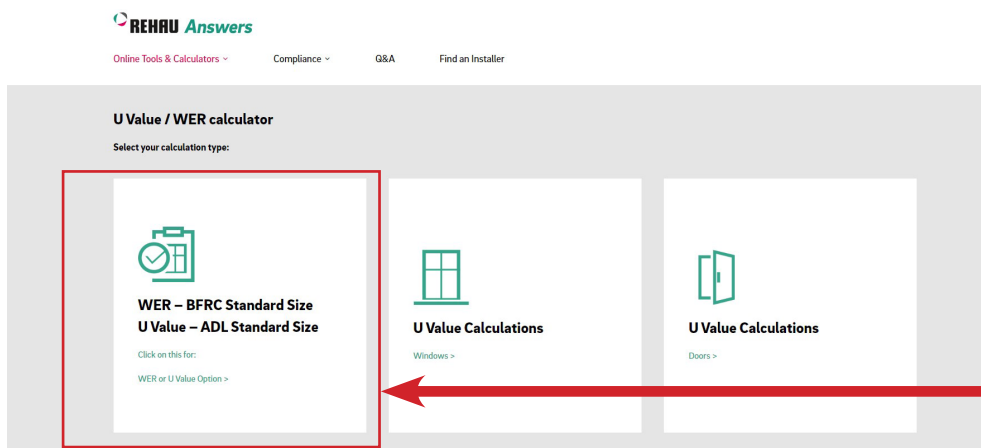 REHAU Answers
Online Tools & Calculators Compliance Q&A Find an Installer
U Value / WER calculator
Select your calculation type:
WER – BFRC Standard Size
U Value – ADL Standard Size
Click on this for:
WER or U Value Option >
U Value Calculations
Windows >
U Value Calculations
Doors >